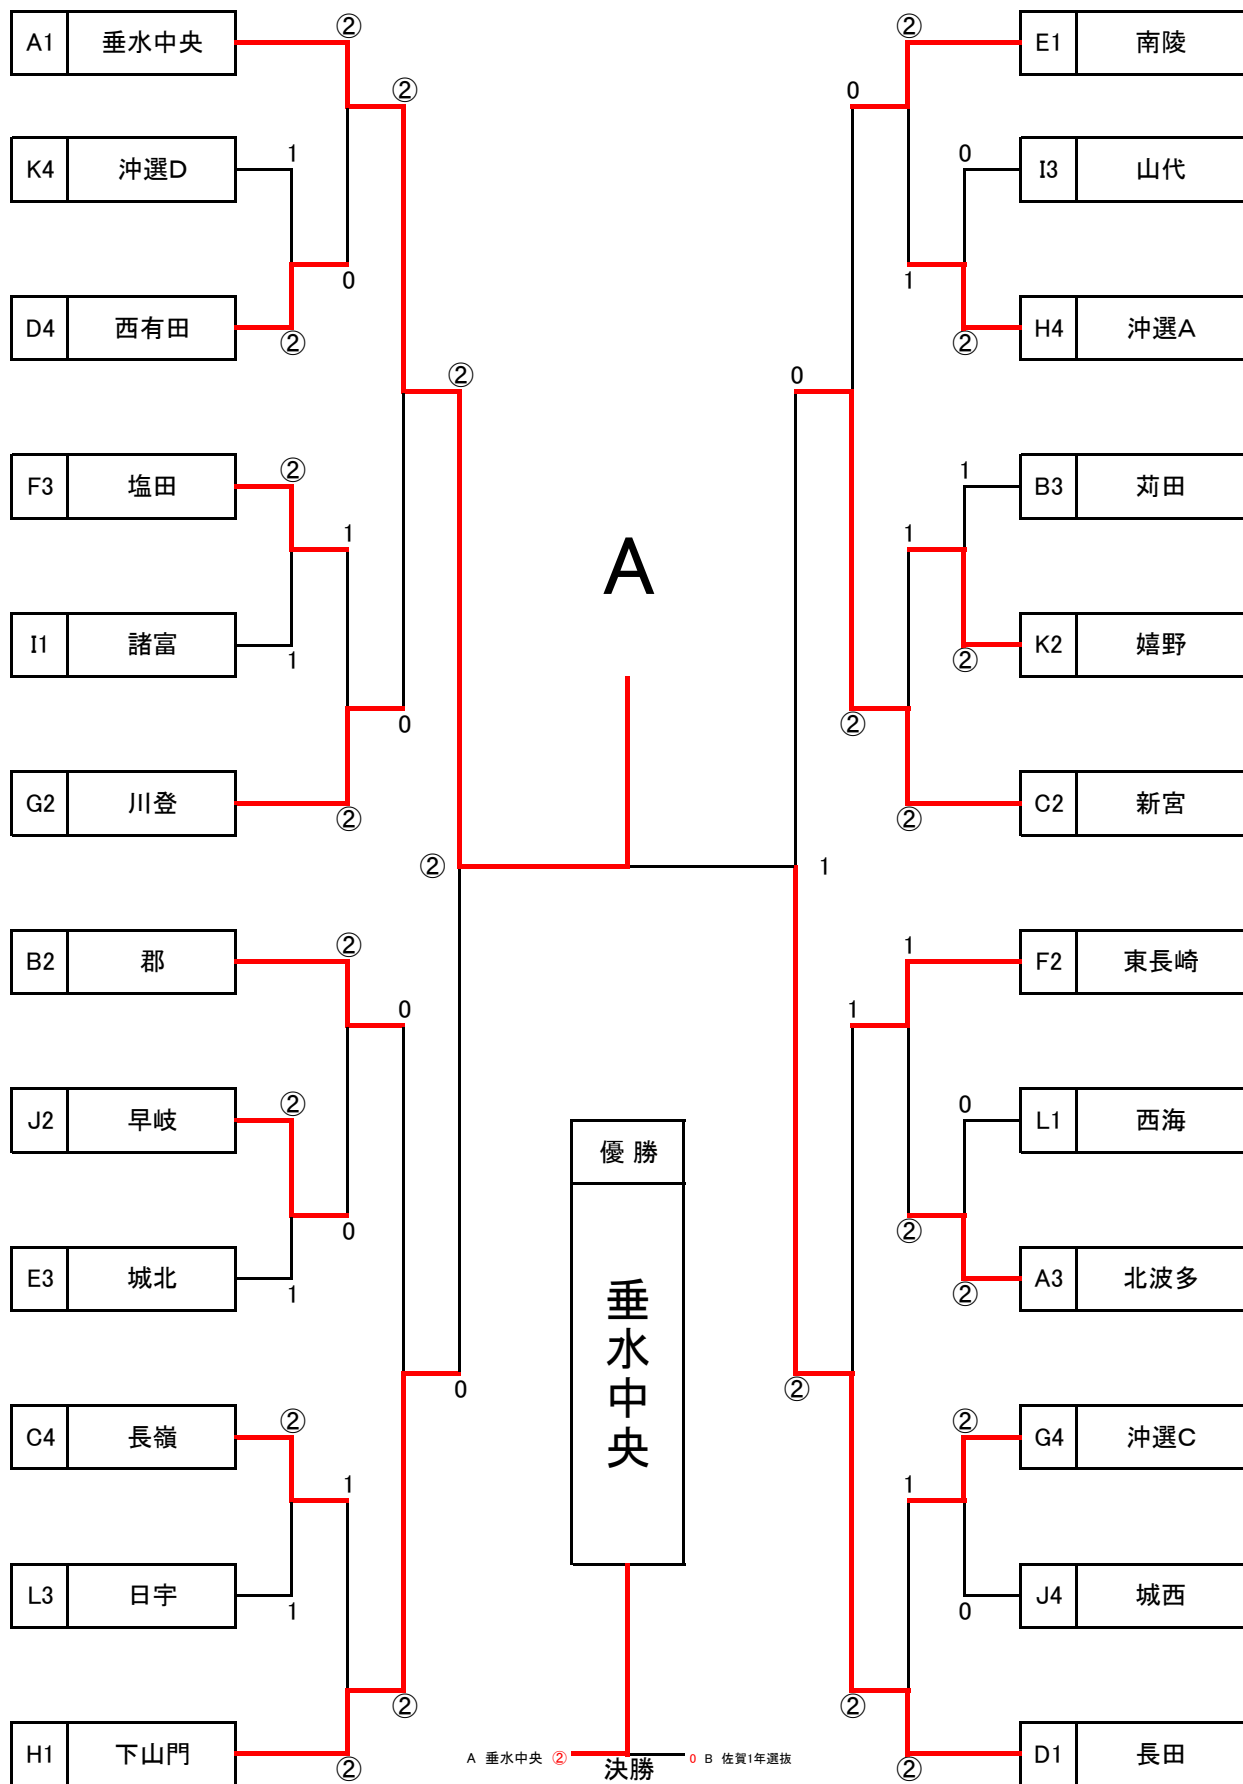 A1 垂水中央 ② ② E1 南陵
② 0
K4 沖選D 1 0 I3 山代
0 1
D4 西有田 ② ② H4 沖選A
② 0
F3 塩田 ② 1 B3 苅田
1 A 1
I1 諸富 1 ② K2 嬉野
0 ②
G2 川登 ② ② C2 新宮
② 1
B2 郡 ② 1 F2 東長崎
0 1
J2 早岐 ② 0 L1 西海
優勝
0 ②
E3 城北 1 ② A3 北波多
垂水中央
0 ②
C4 長嶺 ② ② G4 沖選C
1 1
L3 日宇 1 0 J4 城西
② ②
H1 下山門 ② ② D1 長田
A 垂水中央 ② 0 B 佐賀1年選抜
決勝